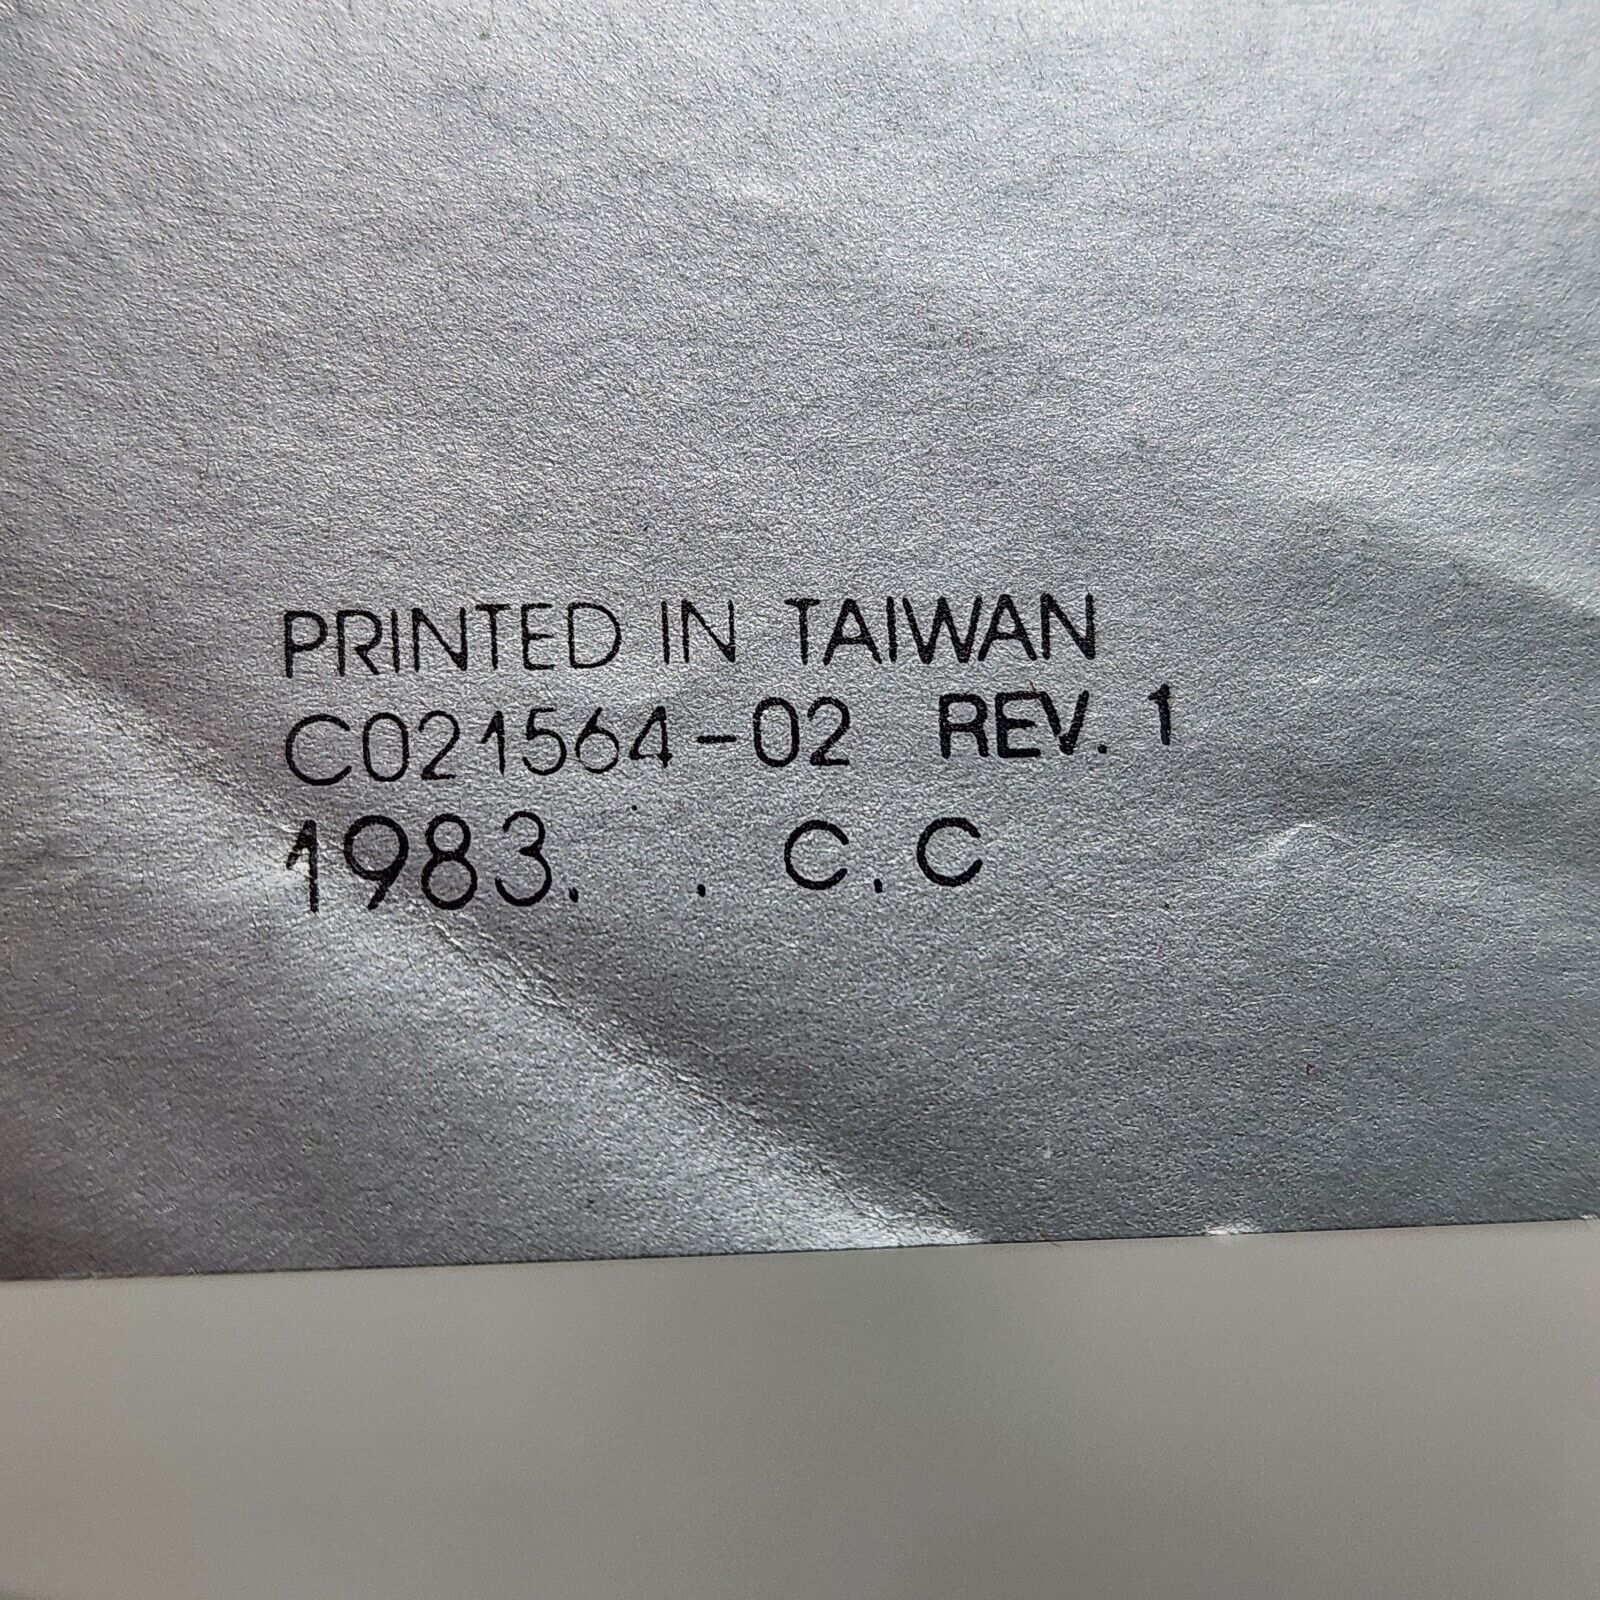 PRINTED IN TAIWAN
C021564-02 REV. 1
1983. . C.C